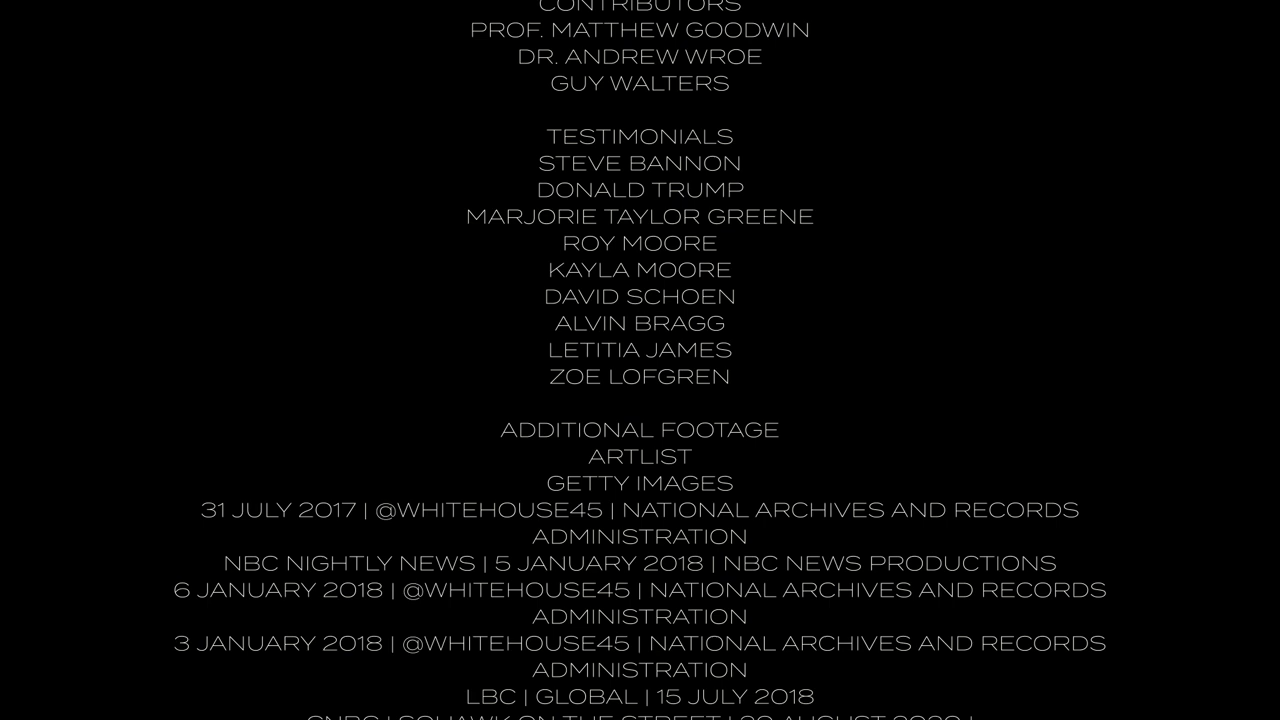 CONTRIBUTORS
PROF. MATTHEW GOODWIN
DR. ANDREW WROE
GUY WALTERS
TESTIMONIALS
STEVE BANNON
DONALD TRUMP
MARJORIE TAYLOR GREENE
ROY MOORE
KAYLA MOORE
DAVID SCHOEN
ALVIN BRAGG
LETITIA JAMES
ZOE LOFGREN
ADDITIONAL FOOTAGE
ARTLIST
GETTY IMAGES
31 JULY 2017 | @WHITEHOUSE45 | NATIONAL ARCHIVES AND RECORDS
ADMINISTRATION
NBC NIGHTLY NEWS | 5 JANUARY 2018 | NBC NEWS PRODUCTIONS
6 JANUARY 2018 | @WHITEHOUSE45 | NATIONAL ARCHIVES AND RECORDS
ADMINISTRATION
3 JANUARY 2018 | @WHITEHOUSE45 | NATIONAL ARCHIVES AND RECORDS
ADMINISTRATION
LBC | GLOBAL | 15 JULY 2018